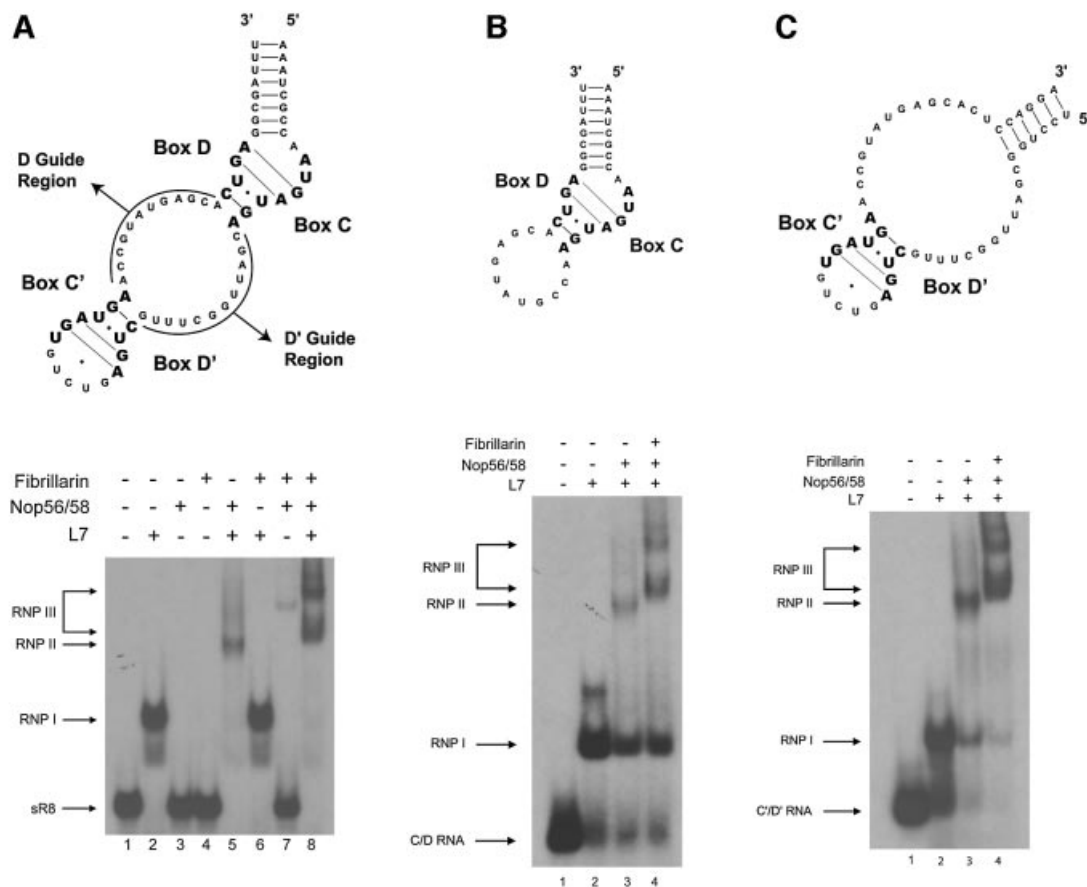 A
3' 5'
Box D
D Guide
Region
Box C
Box C'
Box D'
D' Guide
Region
Fibrillarin - - - + - + + +
Nop56/58 - - + - + - + +
L7 - + - - + + - +
RNP III
RNP II
RNP I
sR8
1 2 3 4 5 6 7 8
B
3' 5'
Box D
Box C
Fibrillarin - - - +
Nop56/58 - - + +
L7 - + + +
RNP III
RNP II
RNP I
C/D RNA
1 2 3 4
C
3'
5'
Box C'
Box D'
Fibrillarin - - - +
Nop56/58 - - + +
L7 - + + +
RNP III
RNP II
RNP I
C'/D' RNA
1 2 3 4